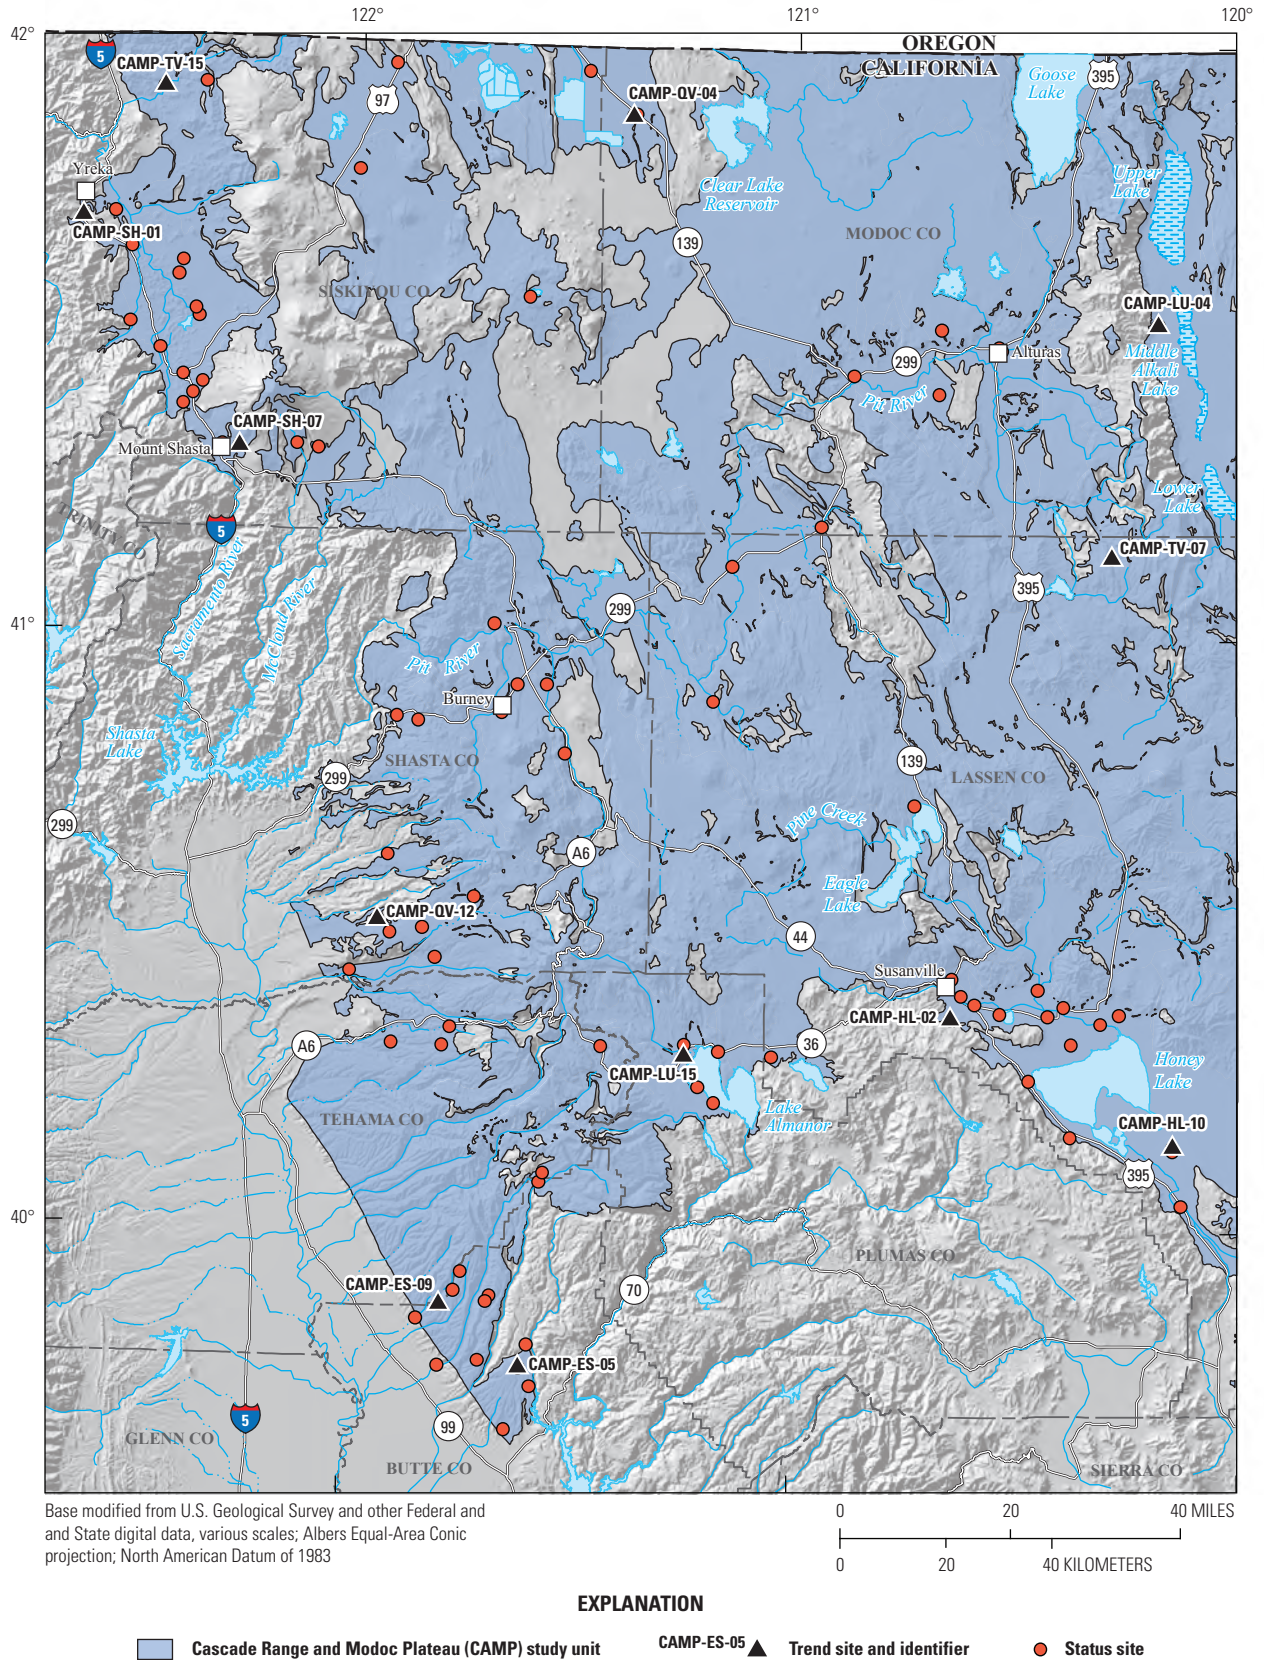 122°
121°
120°
42°
OREGON
CALIFORNIA
5
CAMP-TV-15
97
CAMP-QV-04
Goose
Lake
395
Yreka
CAMP-SH-01
Clear Lake
Reservoir
Upper
Lake
139
MODOC CO
SISKIYOU CO
CAMP-LU-04
299
Alturas
Middle
Alkali
Lake
Pit River
CAMP-SH-07
Mount Shasta
Lower
Lake
TRINITY CO
5
CAMP-TV-07
Sacramento River
McCloud River
395
299
41°
Pit River
Burney
Shasta
Lake
SHASTA CO
299
139
LASSEN CO
299
Pine Creek
A6
Eagle
Lake
CAMP-QV-12
44
Susanville
CAMP-HL-02
A6
36
CAMP-LU-15
Honey
Lake
TEHAMA CO
Lake
Almanor
CAMP-HL-10
395
40°
PLUMAS CO
CAMP-ES-09
70
CAMP-ES-05
5
99
GLENN CO
BUTTE CO
SIERRA CO
Base modified from U.S. Geological Survey and other Federal and
and State digital data, various scales; Albers Equal-Area Conic
projection; North American Datum of 1983
0 20 40 MILES
0 20 40 KILOMETERS
EXPLANATION
Cascade Range and Modoc Plateau (CAMP) study unit
CAMP-ES-05 Trend site and identifier
Status site